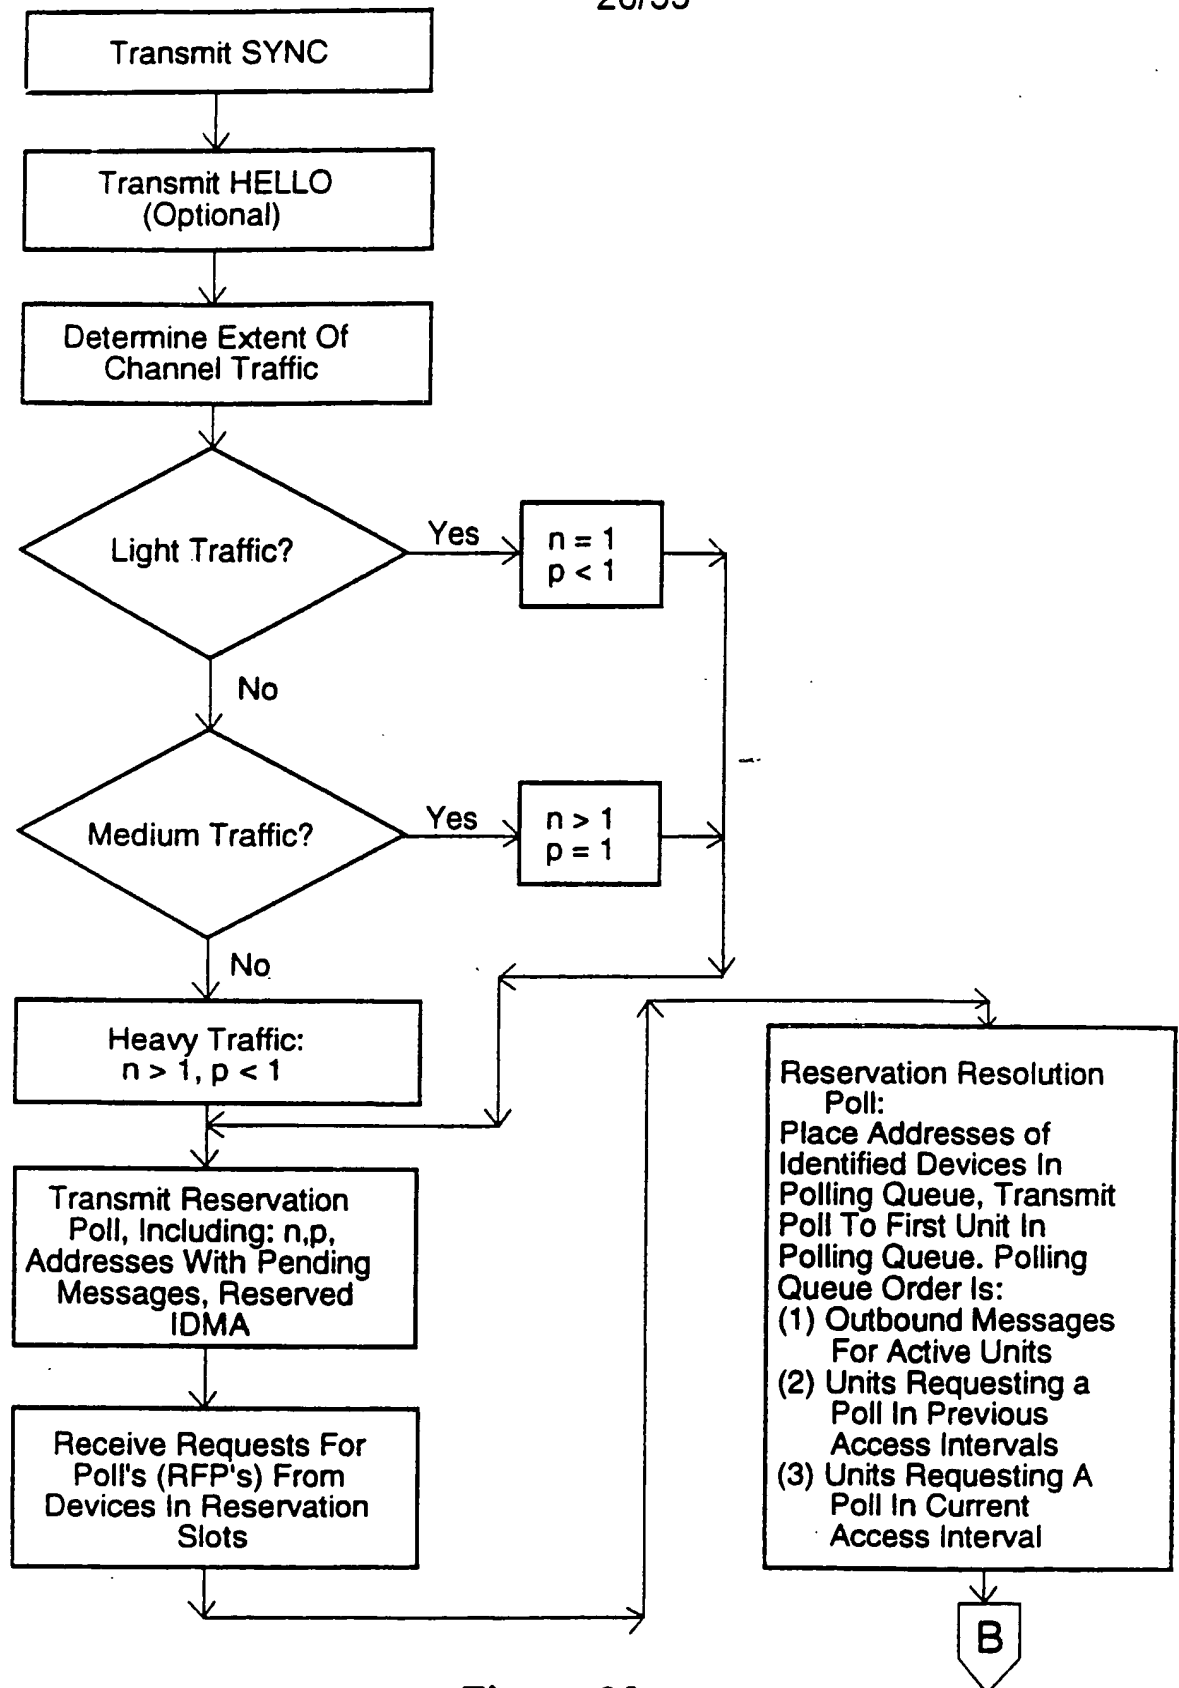 Transmit SYNC
Transmit HELLO
(Optional)
Determine Extent Of
Channel Traffic
Light Traffic?
Yes
n = 1
p < 1
No
Medium Traffic?
Yes
n > 1
p = 1
No
Heavy Traffic:
n > 1, p < 1
Transmit Reservation
Poll, Including: n,p,
Addresses With Pending
Messages, Reserved
IDMA
Receive Requests For
Poll's (RFP's) From
Devices In Reservation
Slots
Reservation Resolution
Poll:
Place Addresses of
Identified Devices In
Polling Queue, Transmit
Poll To First Unit In
Polling Queue. Polling
Queue Order Is:
(1) Outbound Messages
For Active Units
(2) Units Requesting a
Poll In Previous
Access Intervals
(3) Units Requesting A
Poll In Current
Access Interval
B